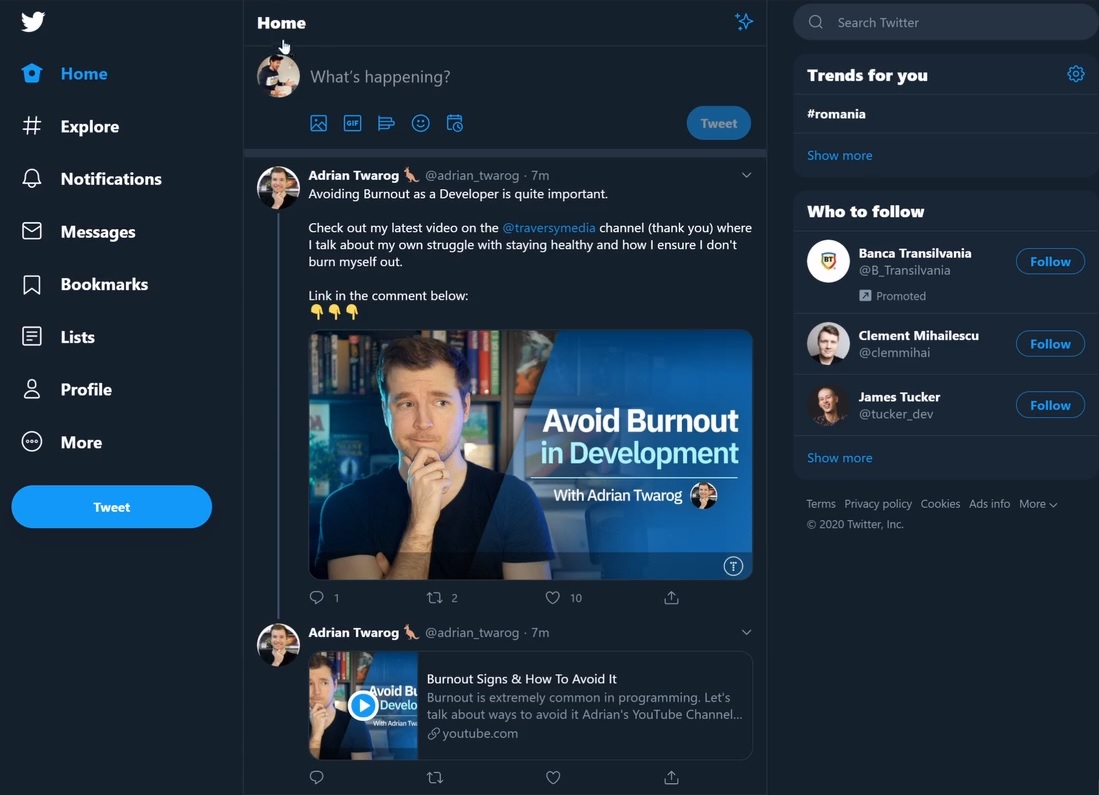 Home
Explore
Notifications
Messages
Bookmarks
Lists
Profile
More
Tweet
Home
What's happening?
GIF
Tweet
Adrian Twarog 🦘 @adrian_twarog · 7m
Avoiding Burnout as a Developer is quite important.
Check out my latest video on the @traversymedia channel (thank you) where
I talk about my own struggle with staying healthy and how I ensure I don't
burn myself out.
Link in the comment below:
👇👇👇
Avoid Burnout
in Development
With Adrian Twarog
T
1 2 10
Adrian Twarog 🦘 @adrian_twarog · 7m
Avoid Bu
Develo
With Adrian Twa
Burnout Signs & How To Avoid It
Burnout is extremely common in programming. Let's
talk about ways to avoid it Adrian's YouTube Channel...
youtube.com
Search Twitter
Trends for you
#romania
Show more
Who to follow
BT
Banca Transilvania
@B_Transilvania
Follow
Promoted
Clement Mihailescu
@clemmihai
Follow
James Tucker
@tucker_dev
Follow
Show more
Terms Privacy policy Cookies Ads info More
© 2020 Twitter, Inc.